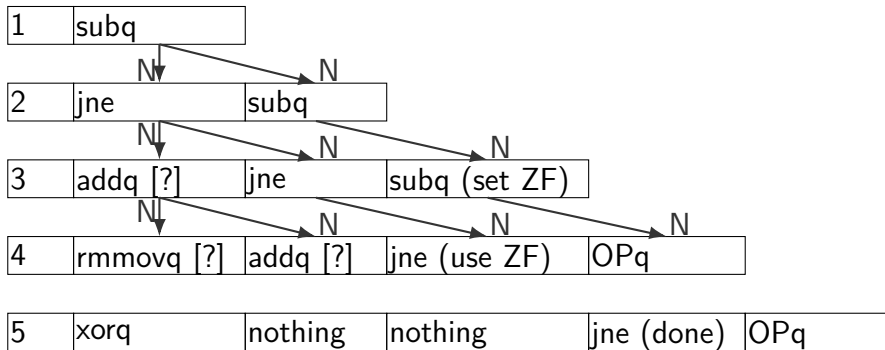 1 subq
N N
2 jne subq
N N N
3 addq [?] jne subq (set ZF)
N N N N
4 rmmovq [?] addq [?] jne (use ZF) OPq
5 xorq nothing nothing jne (done) OPq